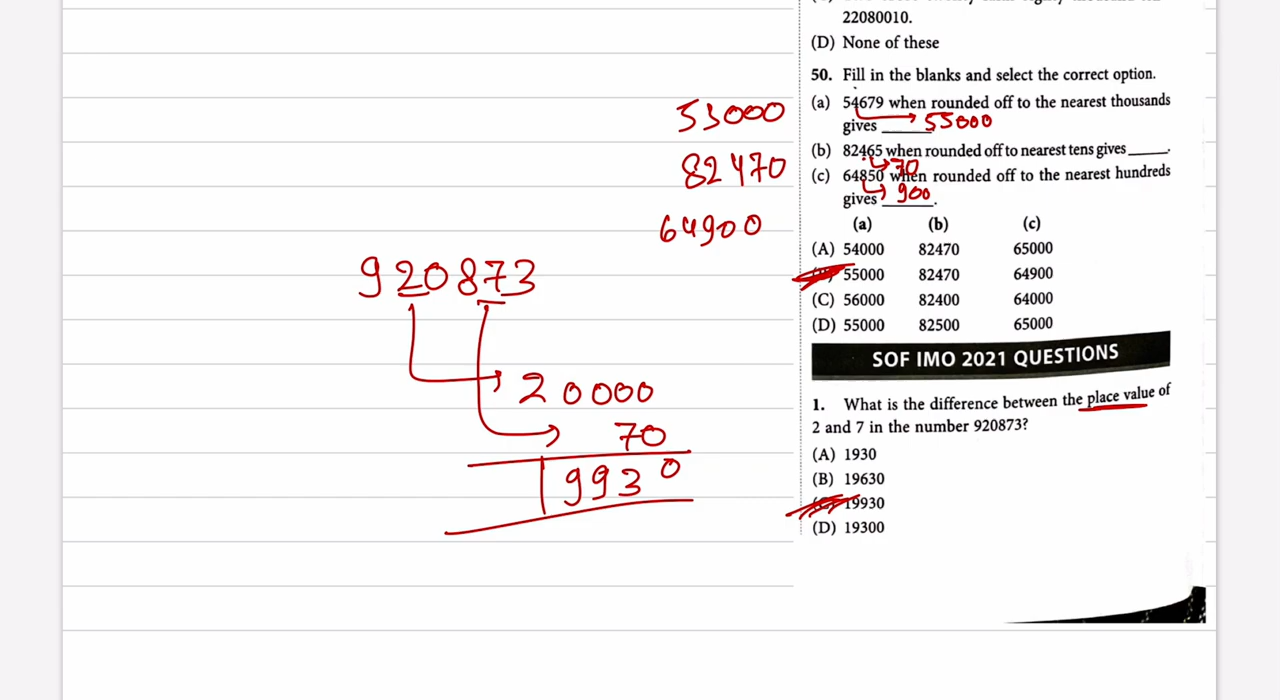 22080010.
(D) None of these
50. Fill in the blanks and select the correct option.
(a) 54679 when rounded off to the nearest thousands
gives ______ 55000
(b) 82465 when rounded off to nearest tens gives _____.
70
(c) 64850 when rounded off to the nearest hundreds
gives 900.
(a) (b) (c)
(A) 54000 82470 65000
55000 82470 64900
(C) 56000 82400 64000
(D) 55000 82500 65000
SOF IMO 2021 QUESTIONS
1. What is the difference between the place value of
2 and 7 in the number 920873?
(A) 1930
(B) 19630
19930
(D) 19300
55000
82470
64900
920873
20000
70
19930